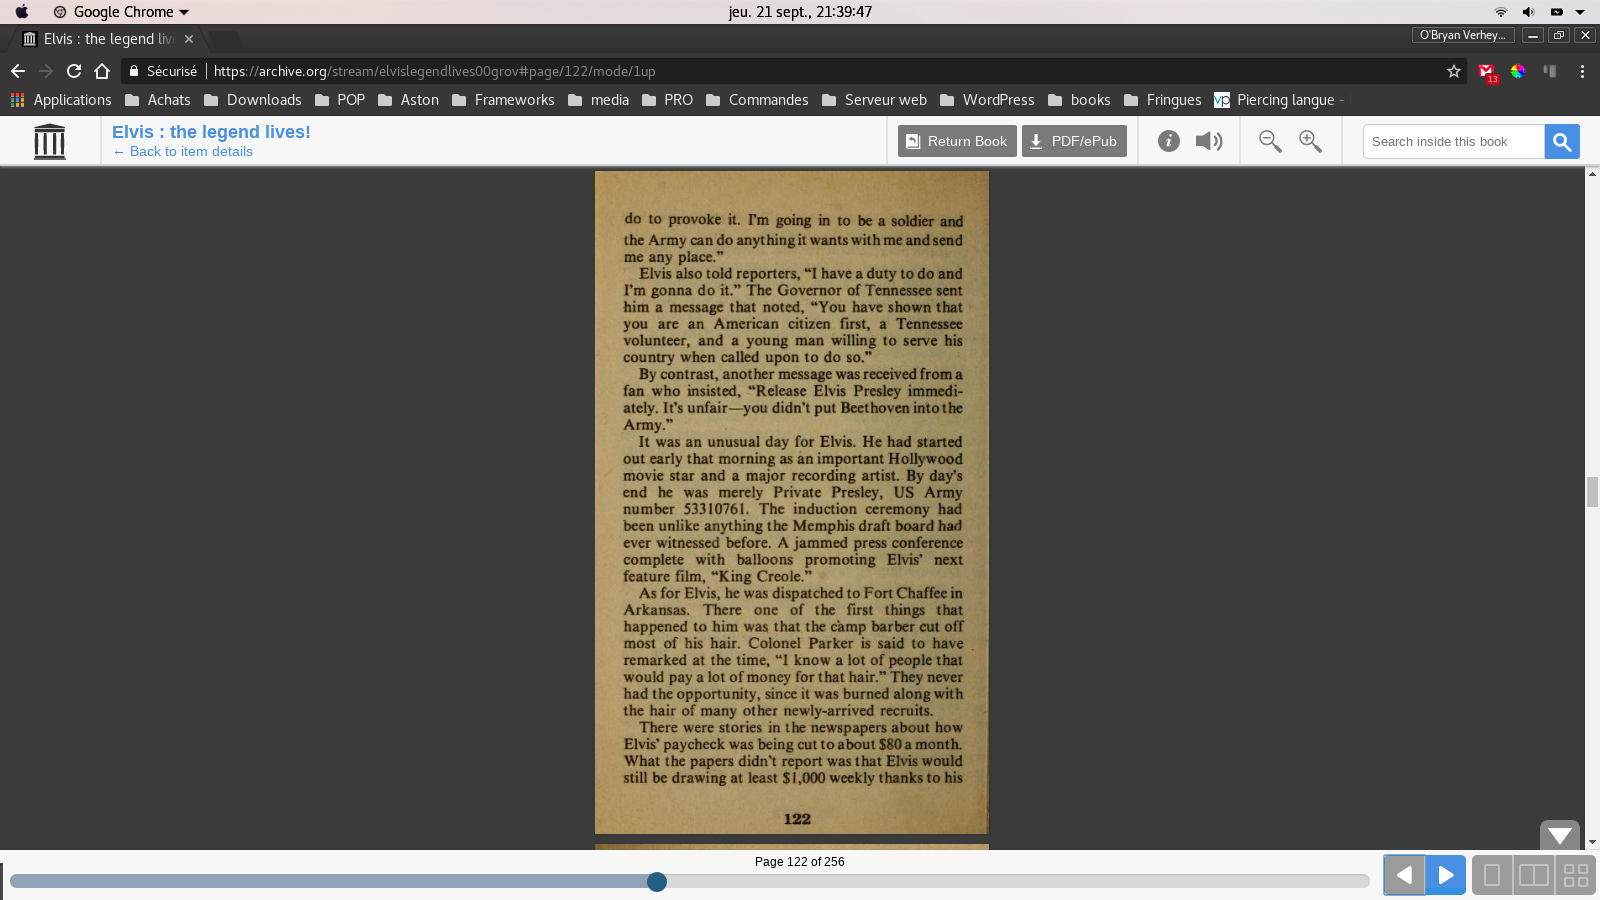 Google Chrome
jeu. 21 sept., 21:39:47
Elvis : the legend live
O'Bryan Verhey...
Sécurisé
https://archive.org/stream/elvislegendlives00grov#page/122/mode/1up
13
Applications
Achats
Downloads
POP
Aston
Frameworks
media
PRO
Commandes
Serveur web
WordPress
books
Fringues
vp
Piercing langue -
Elvis : the legend lives!
← Back to item details
Return Book
PDF/ePub
Search inside this book
do to provoke it. I'm going in to be a soldier and
the Army can do anything it wants with me and send
me any place.”
Elvis also told reporters, “I have a duty to do and
I'm gonna do it.” The Governor of Tennessee sent
him a message that noted, “You have shown that
you are an American citizen first, a Tennessee
volunteer, and a young man willing to serve his
country when called upon to do so.”
By contrast, another message was received from a
fan who insisted, “Release Elvis Presley immedi-
ately. It's unfair—you didn't put Beethoven into the
Army.”
It was an unusual day for Elvis. He had started
out early that morning as an important Hollywood
movie star and a major recording artist. By day's
end he was merely Private Presley, US Army
number 53310761. The induction ceremony had
been unlike anything the Memphis draft board had
ever witnessed before. A jammed press conference
complete with balloons promoting Elvis' next
feature film, “King Creole.”
As for Elvis, he was dispatched to Fort Chaffee in
Arkansas. There one of the first things that
happened to him was that the camp barber cut off
most of his hair. Colonel Parker is said to have
remarked at the time, “I know a lot of people that
would pay a lot of money for that hair.” They never
had the opportunity, since it was burned along with
the hair of many other newly-arrived recruits.
There were stories in the newspapers about how
Elvis' paycheck was being cut to about $80 a month.
What the papers didn't report was that Elvis would
still be drawing at least $1,000 weekly thanks to his
122
Page 122 of 256